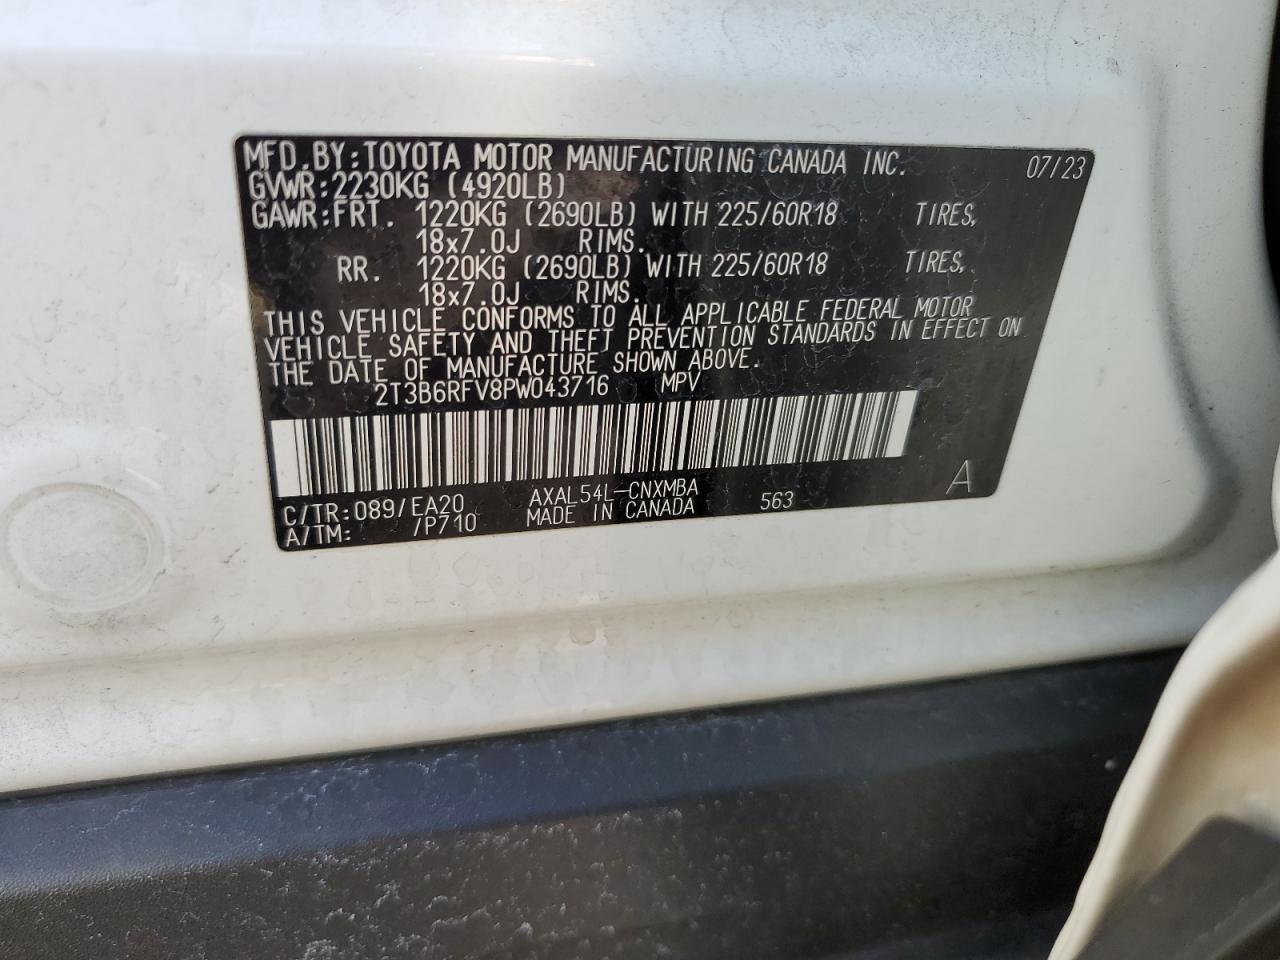 MFD.BY:TOYOTA MOTOR MANUFACTURING CANADA INC. 07/23
GVWR:2230KG (4920LB)
GAWR:FRT. 1220KG (2690LB) WITH 225/60R18 TIRES,
18x7.0J RIMS.
RR. 1220KG (2690LB) WITH 225/60R18 TIRES,
18x7.0J RIMS.
THIS VEHICLE CONFORMS TO ALL APPLICABLE FEDERAL MOTOR
VEHICLE SAFETY AND THEFT PREVENTION STANDARDS IN EFFECT ON
THE DATE OF MANUFACTURE SHOWN ABOVE.
2T3B6RFV8PW043716 MPV
C/TR:089/EA20 AXAL54L-CNXMBA 563 A
A/TM: /P710 MADE IN CANADA